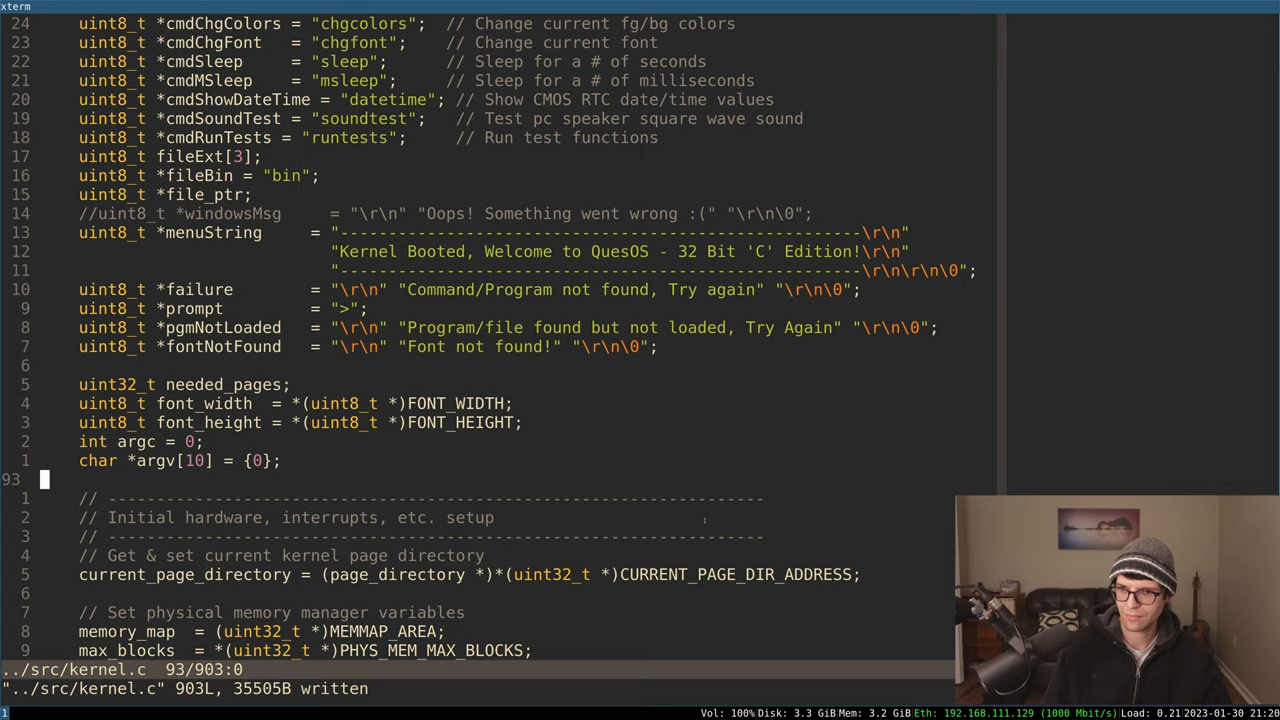 xterm
24 uint8_t *cmdChgColors = "chgcolors"; // Change current fg/bg colors
23 uint8_t *cmdChgFont = "chgfont"; // Change current font
22 uint8_t *cmdSleep = "sleep"; // Sleep for a # of seconds
21 uint8_t *cmdMSleep = "msleep"; // Sleep for a # of milliseconds
20 uint8_t *cmdShowDateTime = "datetime"; // Show CMOS RTC date/time values
19 uint8_t *cmdSoundTest = "soundtest"; // Test pc speaker square wave sound
18 uint8_t *cmdRunTests = "runtests"; // Run test functions
17 uint8_t fileExt[3];
16 uint8_t *fileBin = "bin";
15 uint8_t *file_ptr;
14 //uint8_t *windowsMsg = "\r\n" "Oops! Something went wrong :(" "\r\n\0";
13 uint8_t *menuString = "------------------------------------------------------\r\n"
12 "Kernel Booted, Welcome to QuesOS - 32 Bit 'C' Edition!\r\n"
11 "------------------------------------------------------\r\n\r\n\0";
10 uint8_t *failure = "\r\n" "Command/Program not found, Try again" "\r\n\0";
9 uint8_t *prompt = ">";
8 uint8_t *pgmNotLoaded = "\r\n" "Program/file found but not loaded, Try Again" "\r\n\0";
7 uint8_t *fontNotFound = "\r\n" "Font not found!" "\r\n\0";
6
5 uint32_t needed_pages;
4 uint8_t font_width = *(uint8_t *)FONT_WIDTH;
3 uint8_t font_height = *(uint8_t *)FONT_HEIGHT;
2 int argc = 0;
1 char *argv[10] = {0};
93
1 // --------------------------------------------------------------------
2 // Initial hardware, interrupts, etc. setup
3 // --------------------------------------------------------------------
4 // Get & set current kernel page directory
5 current_page_directory = (page_directory *)*(uint32_t *)CURRENT_PAGE_DIR_ADDRESS;
6
7 // Set physical memory manager variables
8 memory_map = (uint32_t *)MEMMAP_AREA;
9 max_blocks = *(uint32_t *)PHYS_MEM_MAX_BLOCKS;
../src/kernel.c 93/903:0
"../src/kernel.c" 903L, 35505B written
1 Vol: 100% Disk: 3.3 GiB Mem: 3.2 GiB Eth: 192.168.111.129 (1000 Mbit/s) Load: 0.21 2023-01-30 21:20